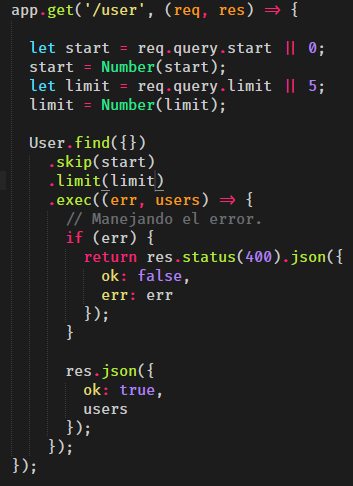 app.get('/user', (req, res) => {
let start = req.query.start || 0;
start = Number(start);
let limit = req.query.limit || 5;
limit = Number(limit);
User.find({})
.skip(start)
.limit(limit)
.exec((err, users) => {
// Manejando el error.
if (err) {
return res.status(400).json({
ok: false,
err: err
});
}
res.json({
ok: true,
users
});
});
});